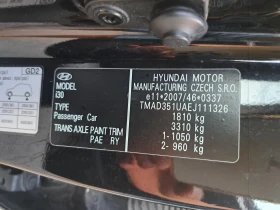 GD2
HYUNDAI
i30
TYPE
Passenger Car
TRANS AXLE PAINT TRIM
PAE RY
HYUNDAI MOTOR
MANUFACTURING CZECH S.R.O.
e11*2007/46*0337
TMAD351UAEJ111326
1810 kg
3310 kg
1-1050 kg
2- 960 kg